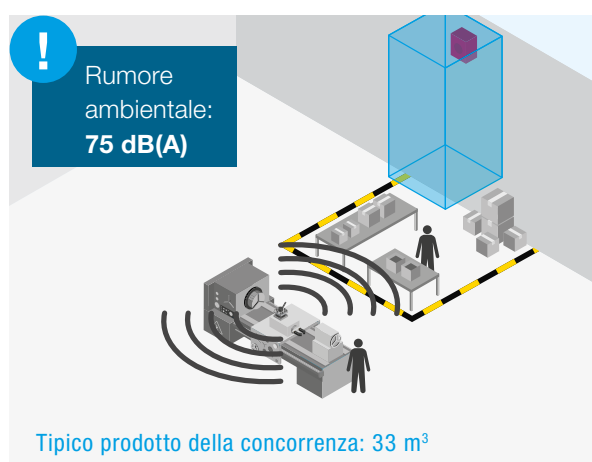 !
Rumore
ambientale:
75 dB(A)
Tipico prodotto della concorrenza: 33 m³